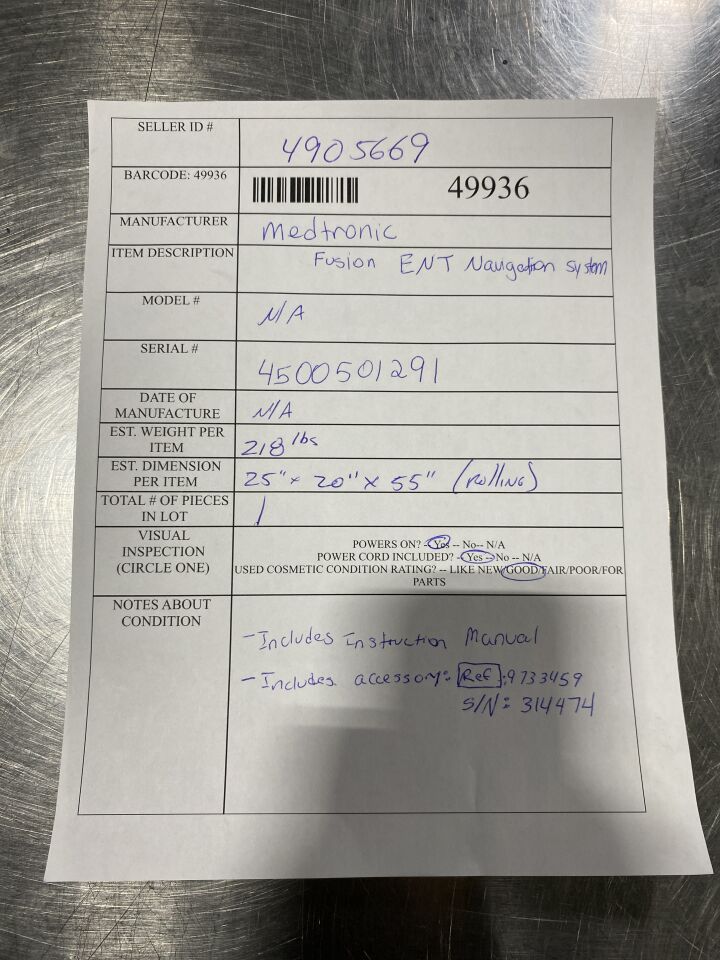 SELLER ID # 4905669
BARCODE: 49936 49936
MANUFACTURER Medtronic
ITEM DESCRIPTION Fusion ENT Navigation System
MODEL # N/A
SERIAL # 4500501291
DATE OF
MANUFACTURE N/A
EST. WEIGHT PER
ITEM 218 lbs
EST. DIMENSION
PER ITEM 25" x 20" x 55" (rolling)
TOTAL # OF PIECES
IN LOT 1
VISUAL
INSPECTION
(CIRCLE ONE)
POWERS ON? -- Yes -- No-- N/A
POWER CORD INCLUDED? -- Yes -- No -- N/A
USED COSMETIC CONDITION RATING? -- LIKE NEW/GOOD/FAIR/POOR/FOR
PARTS
NOTES ABOUT
CONDITION
- Includes Instruction Manual
- Includes accessory: Ref: 9733459
S/N: 314474